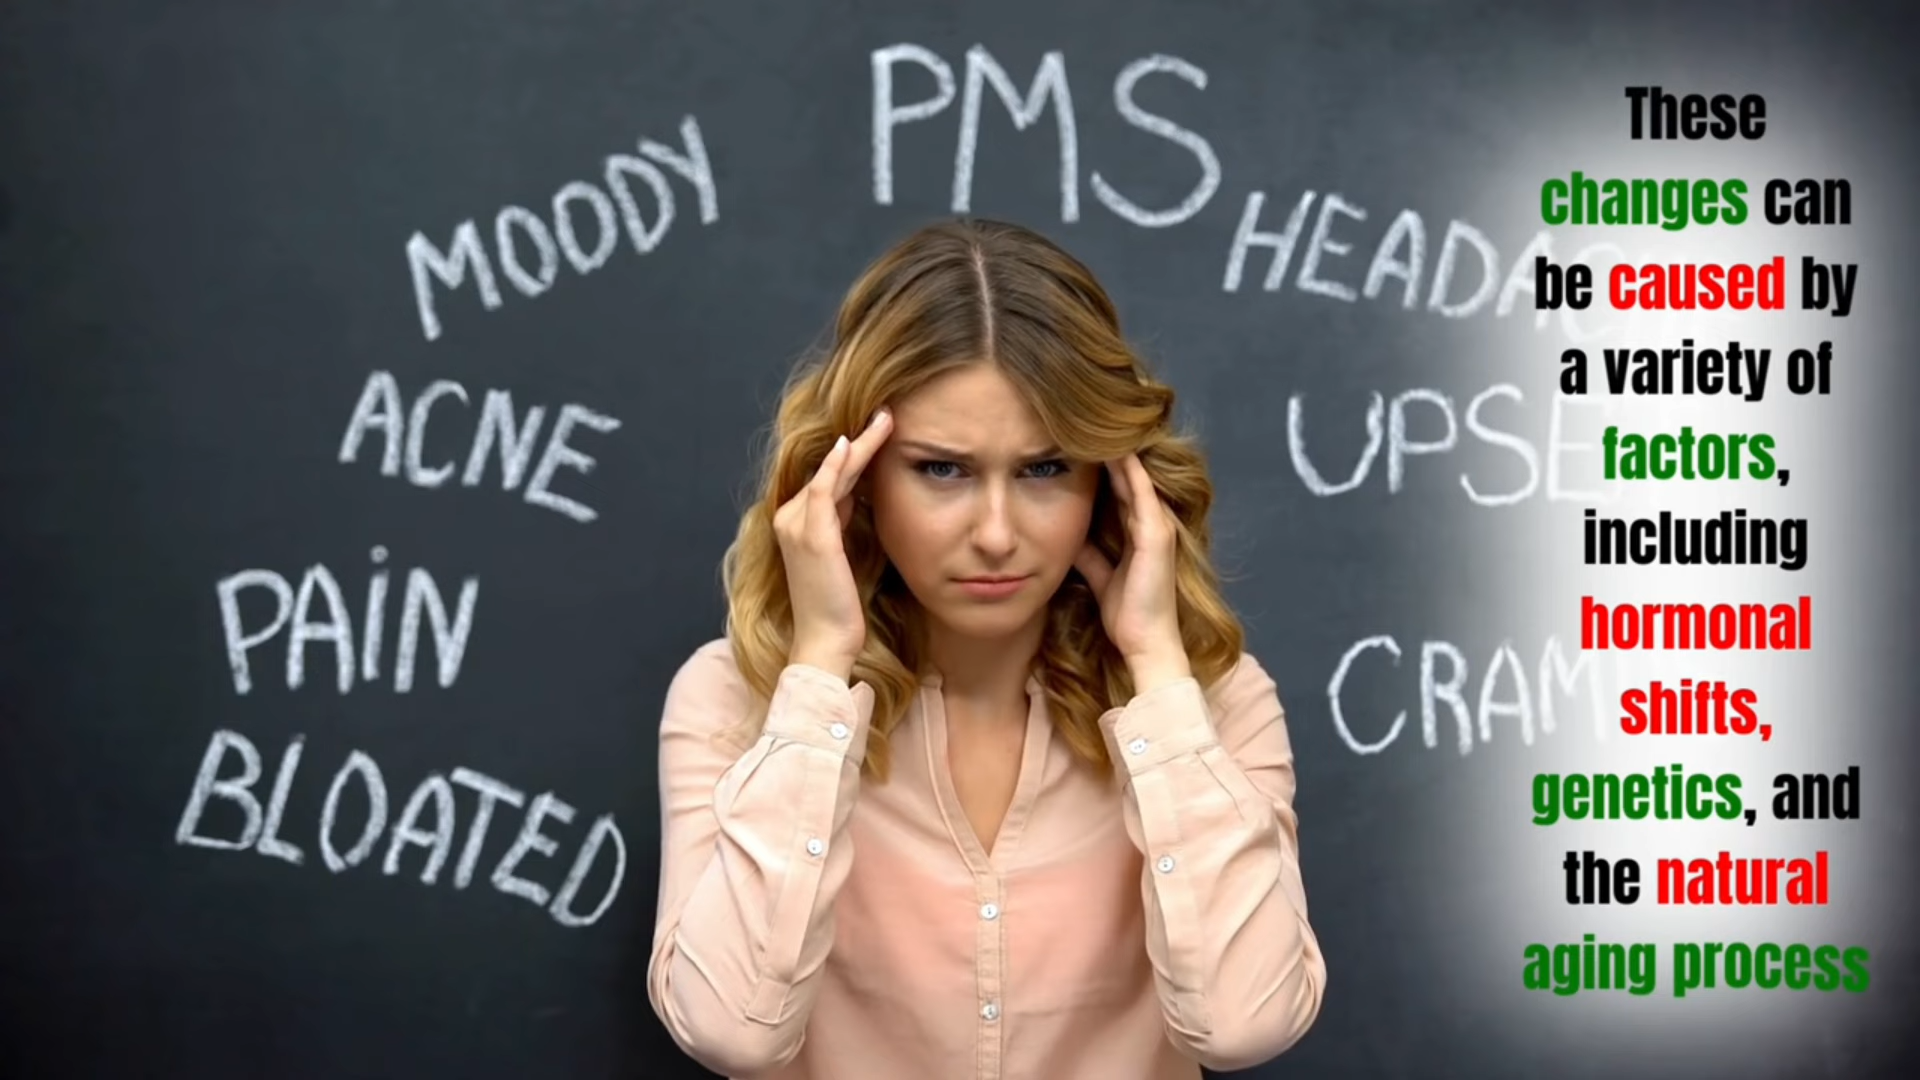 PMS
MOODY
HEADAC
ACNE
UPSE
PAIN
CRAM
BLOATED
These
changes can
be caused by
a variety of
factors,
including
hormonal
shifts,
genetics, and
the natural
aging process